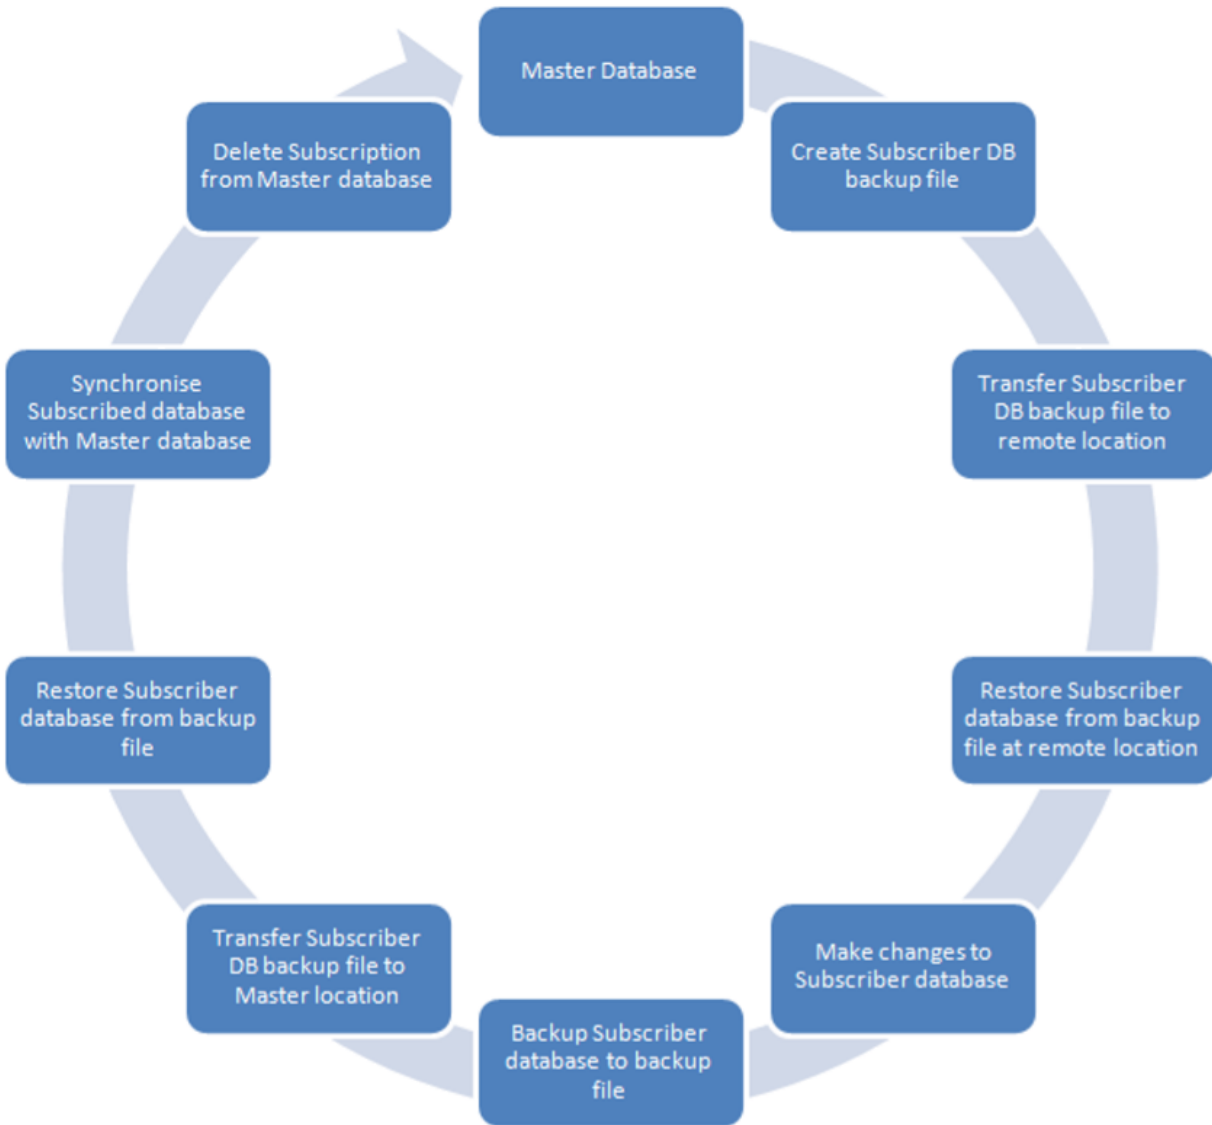 Master Database
Create Subscriber DB
backup file
Transfer Subscriber
DB backup file to
remote location
Restore Subscriber
database from backup
file at remote location
Make changes to
Subscriber database
Backup Subscriber
database to backup
file
Transfer Subscriber
DB backup file to
Master location
Restore Subscriber
database from backup
file
Synchronise
Subscribed database
with Master database
Delete Subscription
from Master database